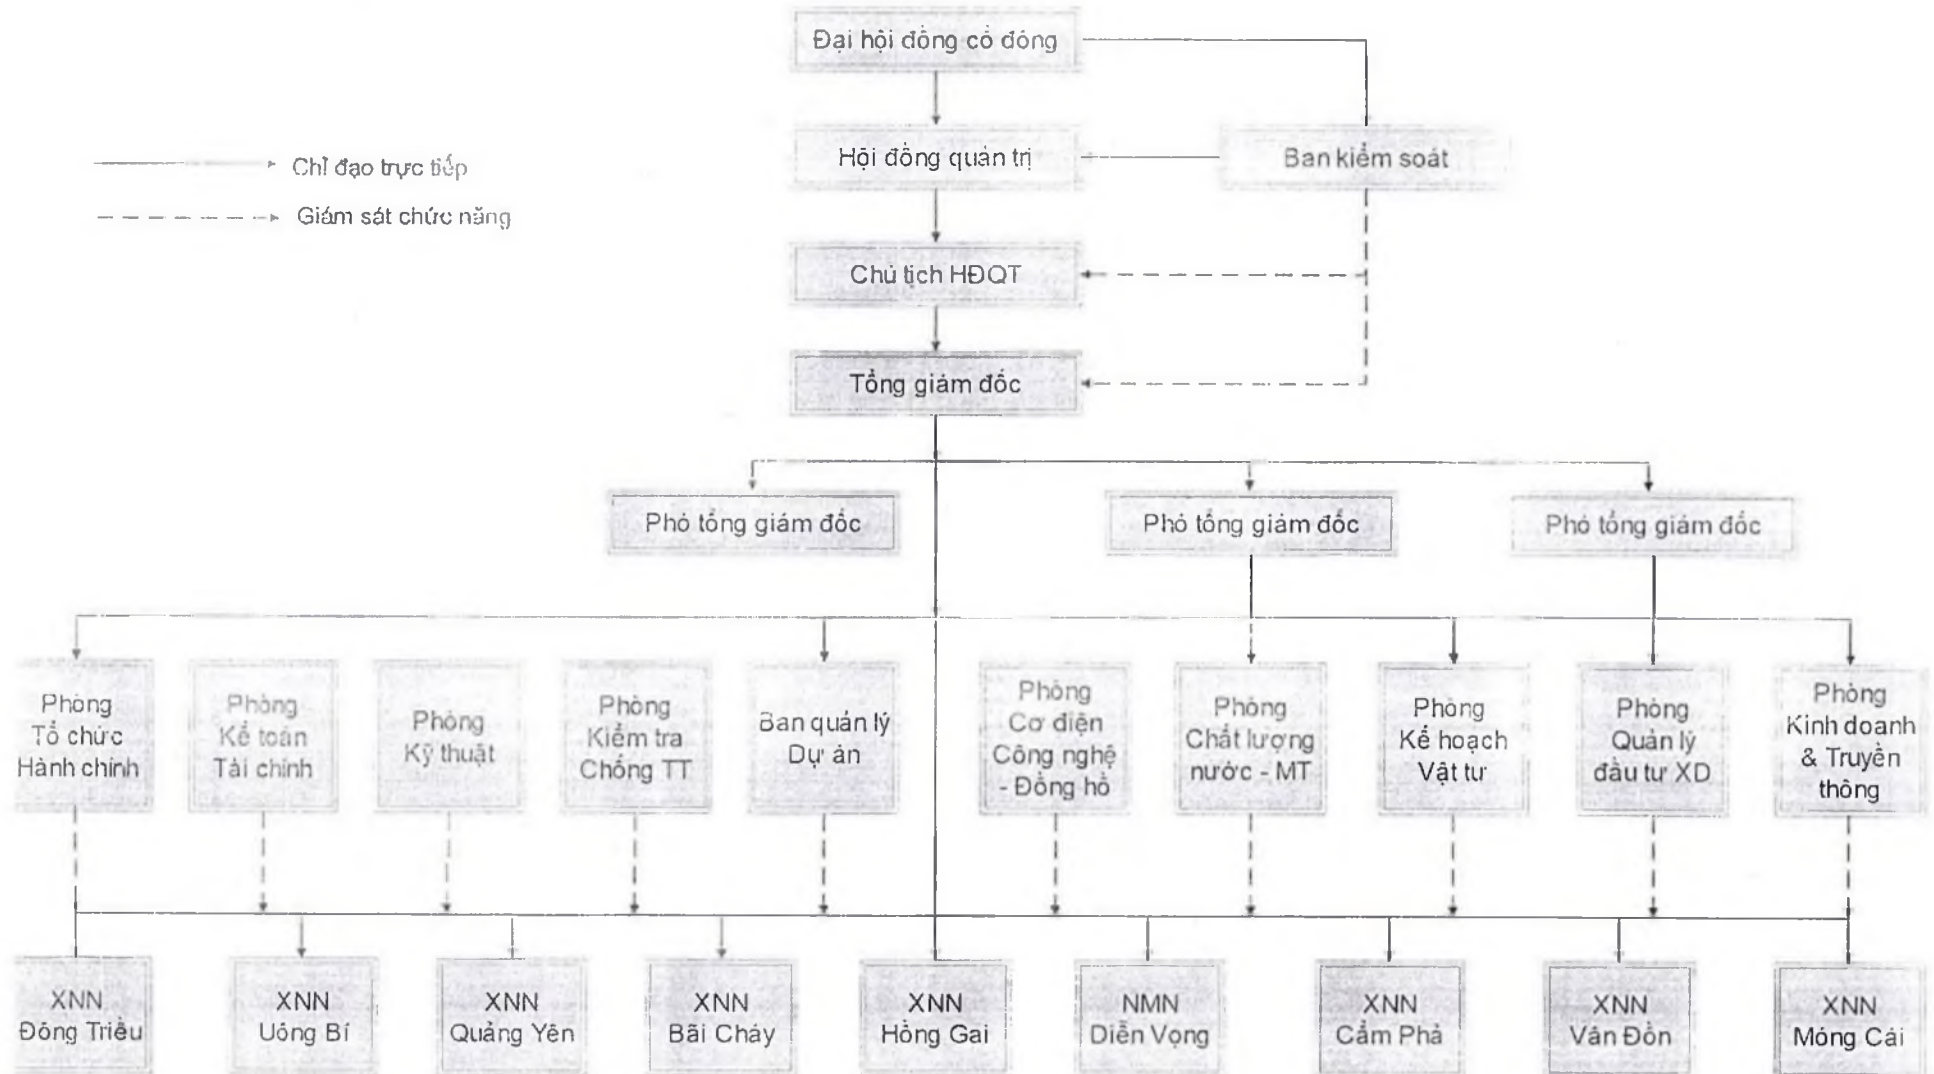 Đại hội đồng cổ đông
Hội đồng quản trị
Ban kiểm soát
Chỉ đạo trực tiếp
Giám sát chức năng
Chủ tịch HĐQT
Tổng giám đốc
Phó tổng giám đốc
Phó tổng giám đốc
Phó tổng giám đốc
Phòng
Tổ chức
Hành chính
Phòng
Kế toán
Tài chính
Phòng
Kỹ thuật
Phòng
Kiểm tra
Chống TT
Ban quản lý
Dự án
Phòng
Cơ điện
Công nghệ
- Đồng hồ
Phòng
Chất lượng
nước - MT
Phòng
Kế hoạch
Vật tư
Phòng
Quản lý
đầu tư XD
Phòng
Kinh doanh
& Truyền
thông
XNN
Đông Triều
XNN
Uông Bí
XNN
Quảng Yên
XNN
Bãi Cháy
XNN
Hồng Gai
NMN
Diễn Vọng
XNN
Cẩm Phả
XNN
Vân Đồn
XNN
Móng Cái